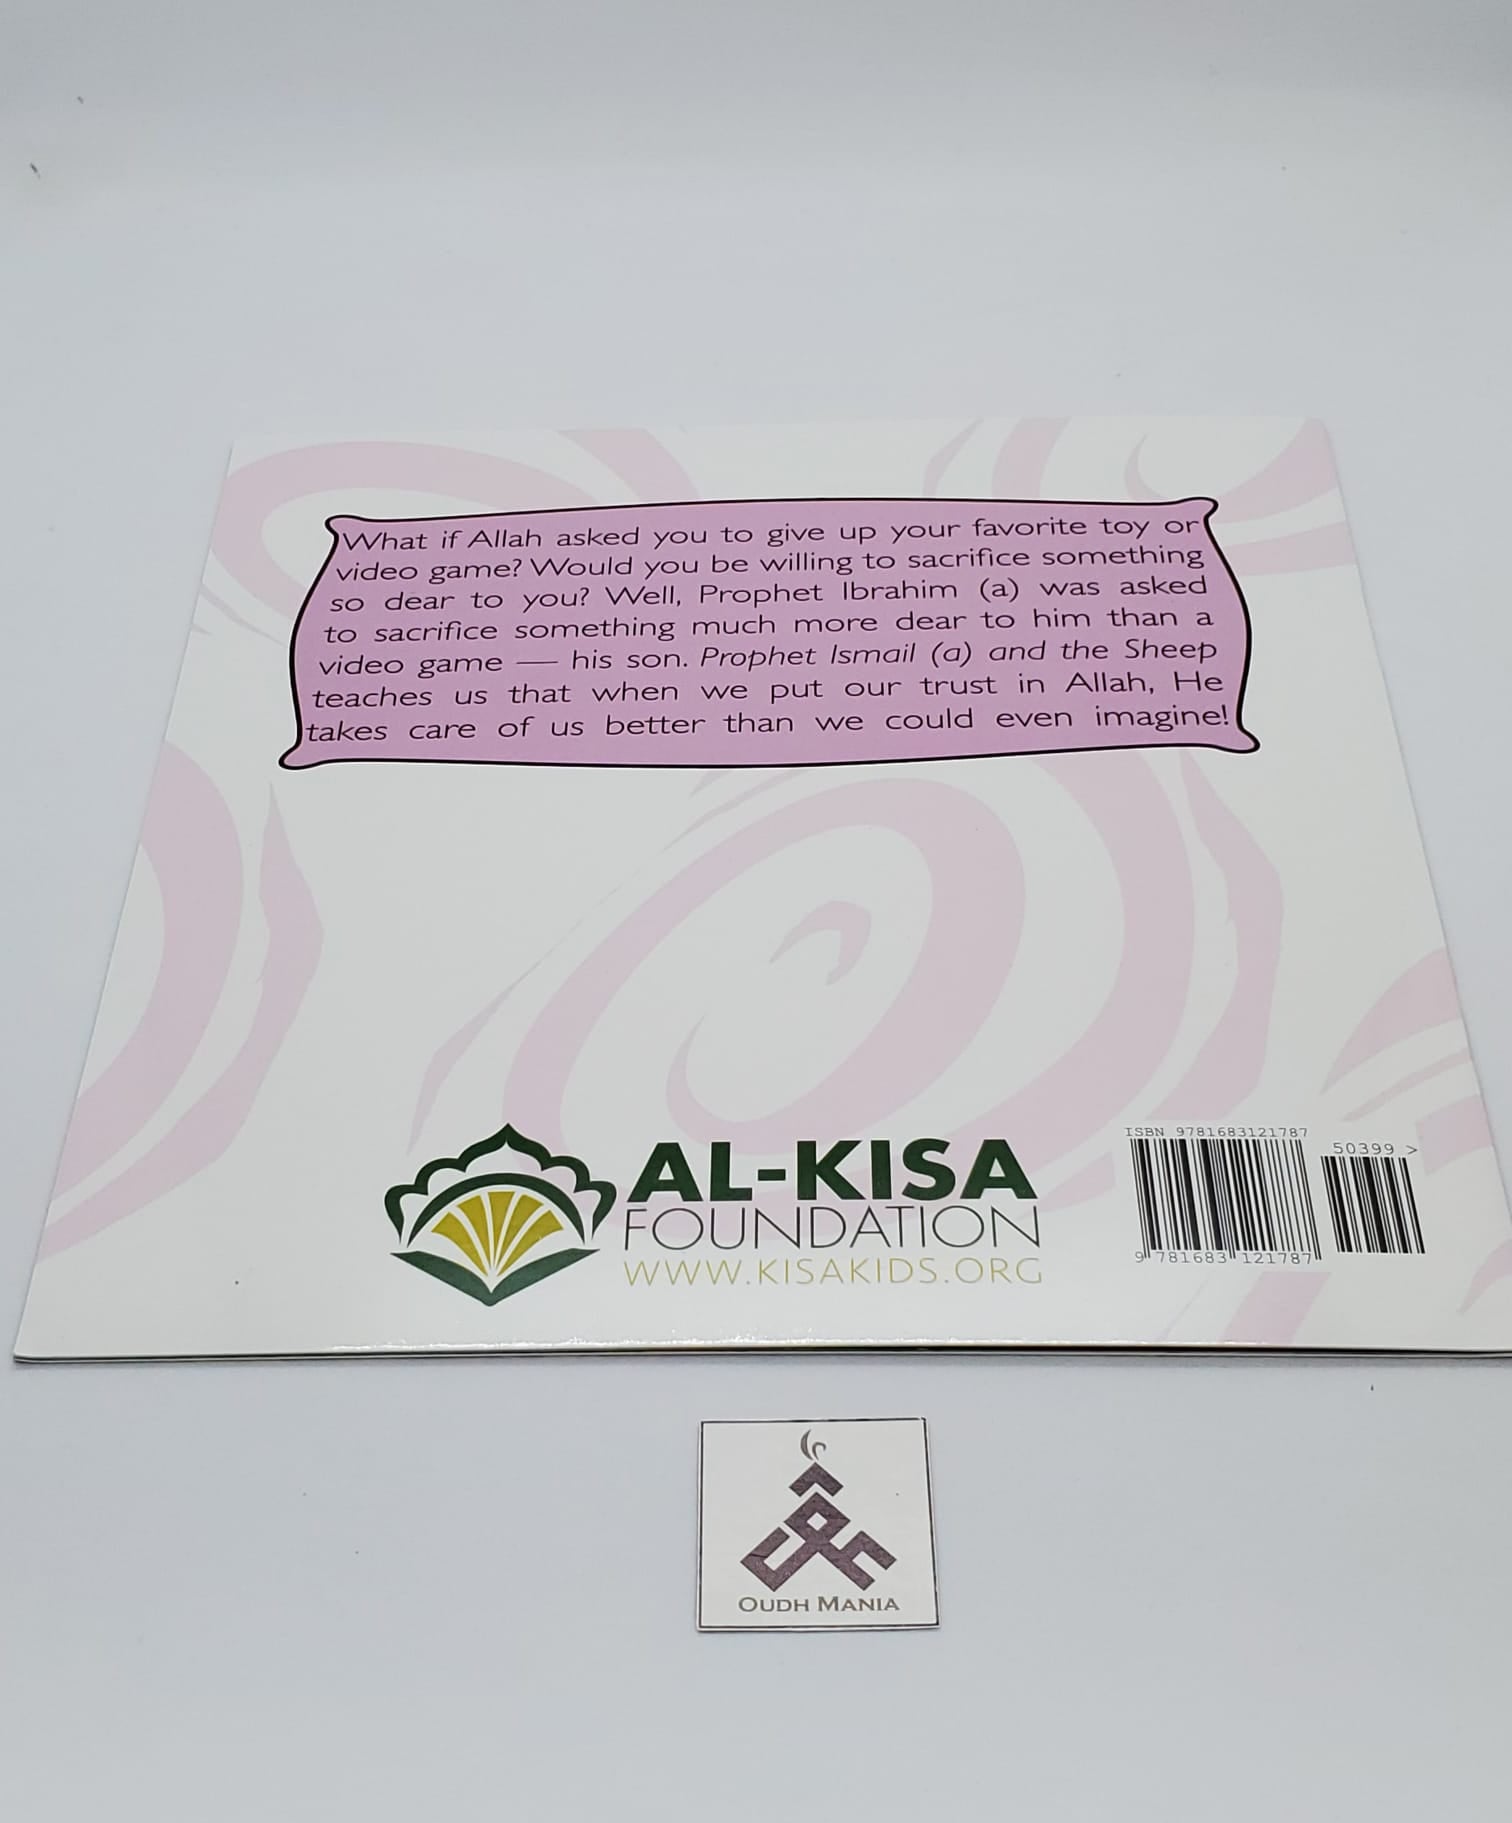 What if Allah asked you to give up your favorite toy or
video game? Would you be willing to sacrifice something
so dear to you? Well, Prophet Ibrahim (a) was asked
to sacrifice something much more dear to him than a
video game — his son. Prophet Ismail (a) and the Sheep
teaches us that when we put our trust in Allah, He
takes care of us better than we could even imagine!
AL-KISA
FOUNDATION
WWW.KISAKIDS.ORG
ISBN 9781683121787
50399 >
9 781683 121787
OUDH MANIA